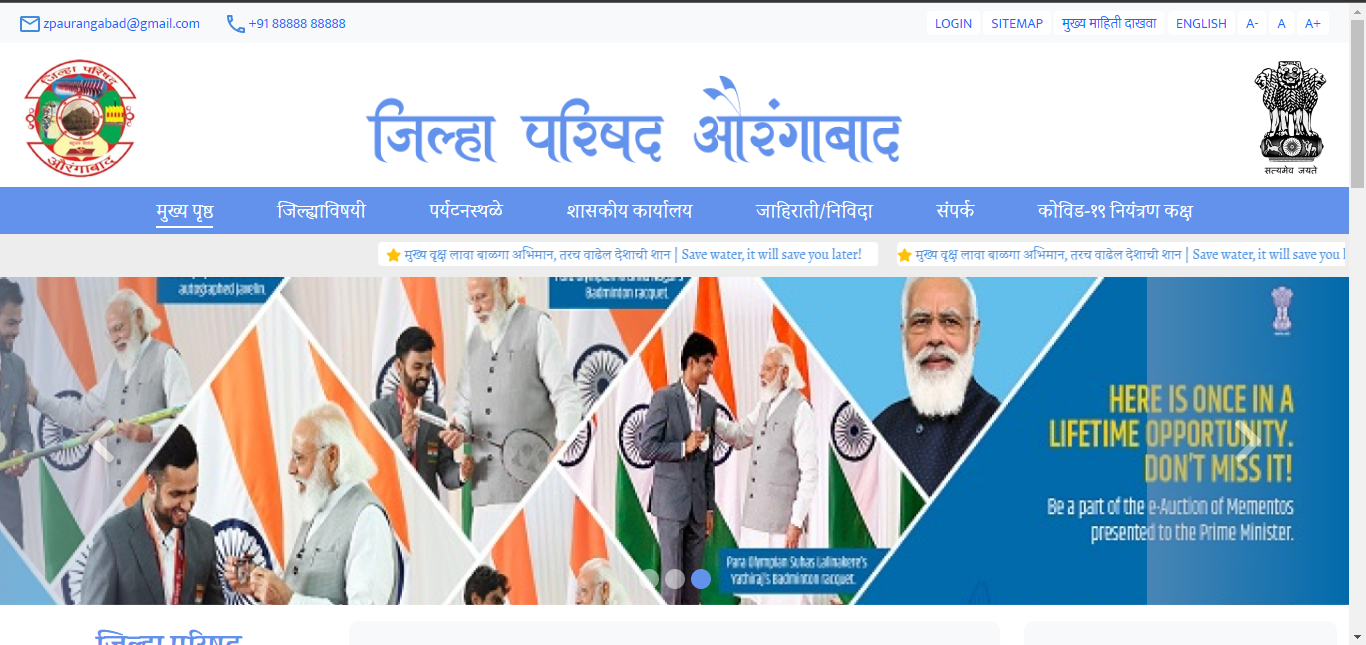 zpaurangabad@gmail.com +91 88888 88888 LOGIN SITEMAP मुख्य माहिती दाखवा ENGLISH A- A A+
जिल्हा परिषद
औरंगाबाद
सत्यमेव जयते
जिल्हा परिषद औरंगाबाद
मुख्य पृष्ठ जिल्ह्याविषयी पर्यटनस्थळे शासकीय कार्यालय जाहिराती/निविदा संपर्क कोविड-१९ नियंत्रण कक्ष
मुख्य वृक्ष लावा बाळगा अभिमान, तरच वाढेल देशाची शान | Save water, it will save you later! मुख्य वृक्ष लावा बाळगा अभिमान, तरच वाढेल देशाची शान | Save water, it will save you l
autographed javelin.
Badminton racquet.
HERE IS ONCE IN A
LIFETIME OPPORTUNITY.
DON'T MISS IT!
Be a part of the e-Auction of Mementos
presented to the Prime Minister.
Para Olympian Suhas Lalinakere's
Yathiraj's Badminton racquet.
जिल्हा परिषद